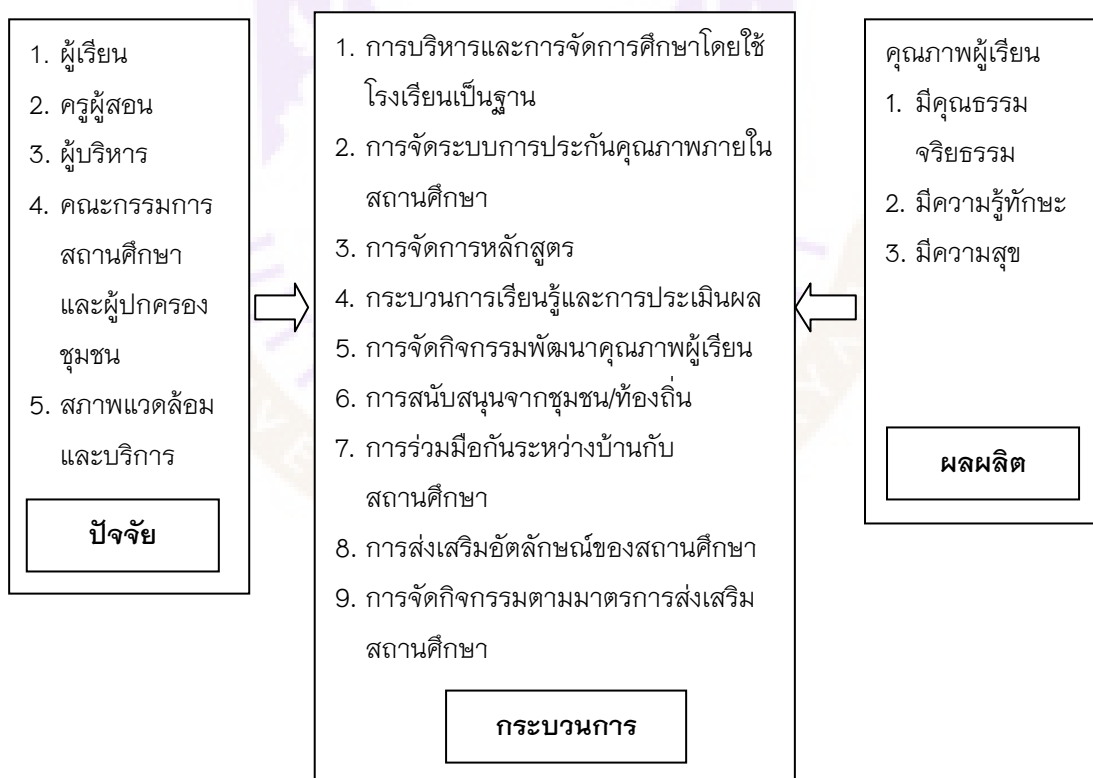 1. ผู้เรียน
2. ครูผู้สอน
3. ผู้บริหาร
4. คณะกรรมการ
สถานศึกษา
และผู้ปกครอง
ชุมชน
5. สภาพแวดล้อม
และบริการ
ปัจจัย
1. การบริหารและการจัดการศึกษาโดยใช้
โรงเรียนเป็นฐาน
2. การจัดระบบการประกันคุณภาพภายใน
สถานศึกษา
3. การจัดการหลักสูตร
4. กระบวนการเรียนรู้และการประเมินผล
5. การจัดกิจกรรมพัฒนาคุณภาพผู้เรียน
6. การสนับสนุนจากชุมชน/ท้องถิ่น
7. การร่วมมือกันระหว่างบ้านกับ
สถานศึกษา
8. การส่งเสริมอัตลักษณ์ของสถานศึกษา
9. การจัดกิจกรรมตามมาตรการส่งเสริม
สถานศึกษา
กระบวนการ
คุณภาพผู้เรียน
1. มีคุณธรรม
จริยธรรม
2. มีความรู้ทักษะ
3. มีความสุข
ผลผลิต